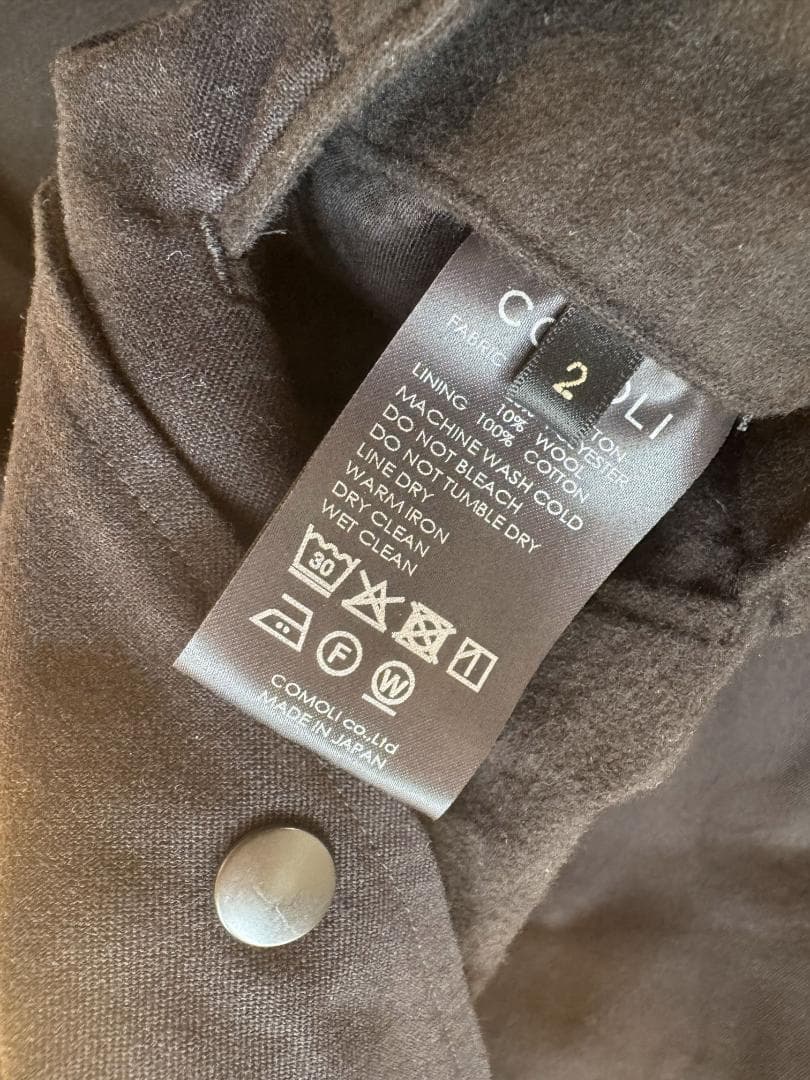 CO OLI
2
FABRIC
WOOL
10%
LINING 100% COTTON
MACHINE WASH COLD
DO NOT BLEACH
DO NOT TUMBLE DRY
LINE DRY
WARM IRON
DRY CLEAN
WET CLEAN
30
F W
COMOLI co.,Ltd
MADE IN JAPAN